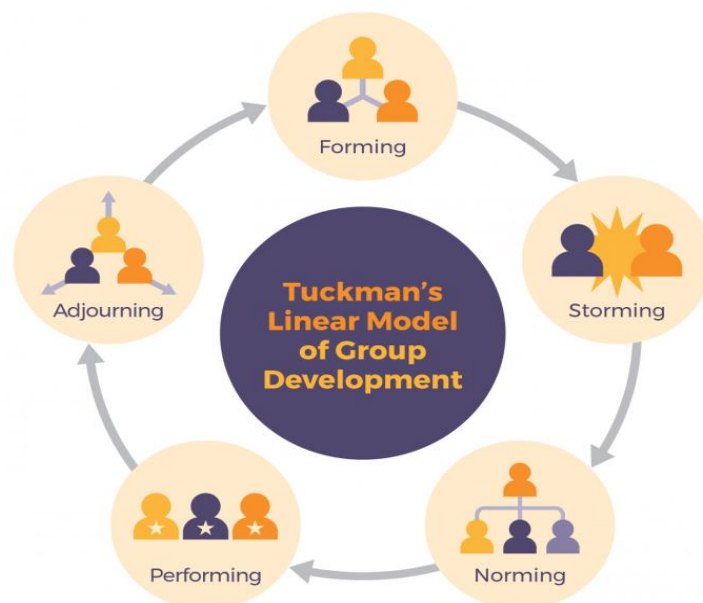 Forming
Tuckman's
Linear Model
of Group
Development
Storming
Norming
Performing
Adjourning